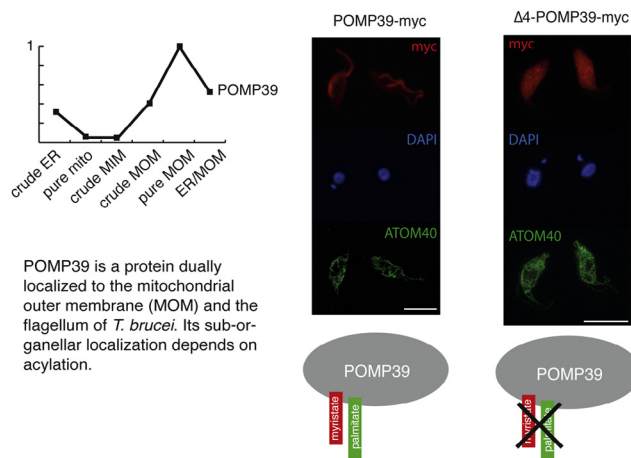 POMP39-myc
Δ4-POMP39-myc
1
POMP39
crude ER
pure mito
crude MIM
crude MOM
pure MOM
ER/MOM
myc
DAPI
ATOM40
myc
DAPI
ATOM40
POMP39 is a protein dually
localized to the mitochondrial
outer membrane (MOM) and the
flagellum of T. brucei. Its sub-or-
ganellar localization depends on
acylation.
POMP39
myristate
palmitate
POMP39
myristate
palmitate